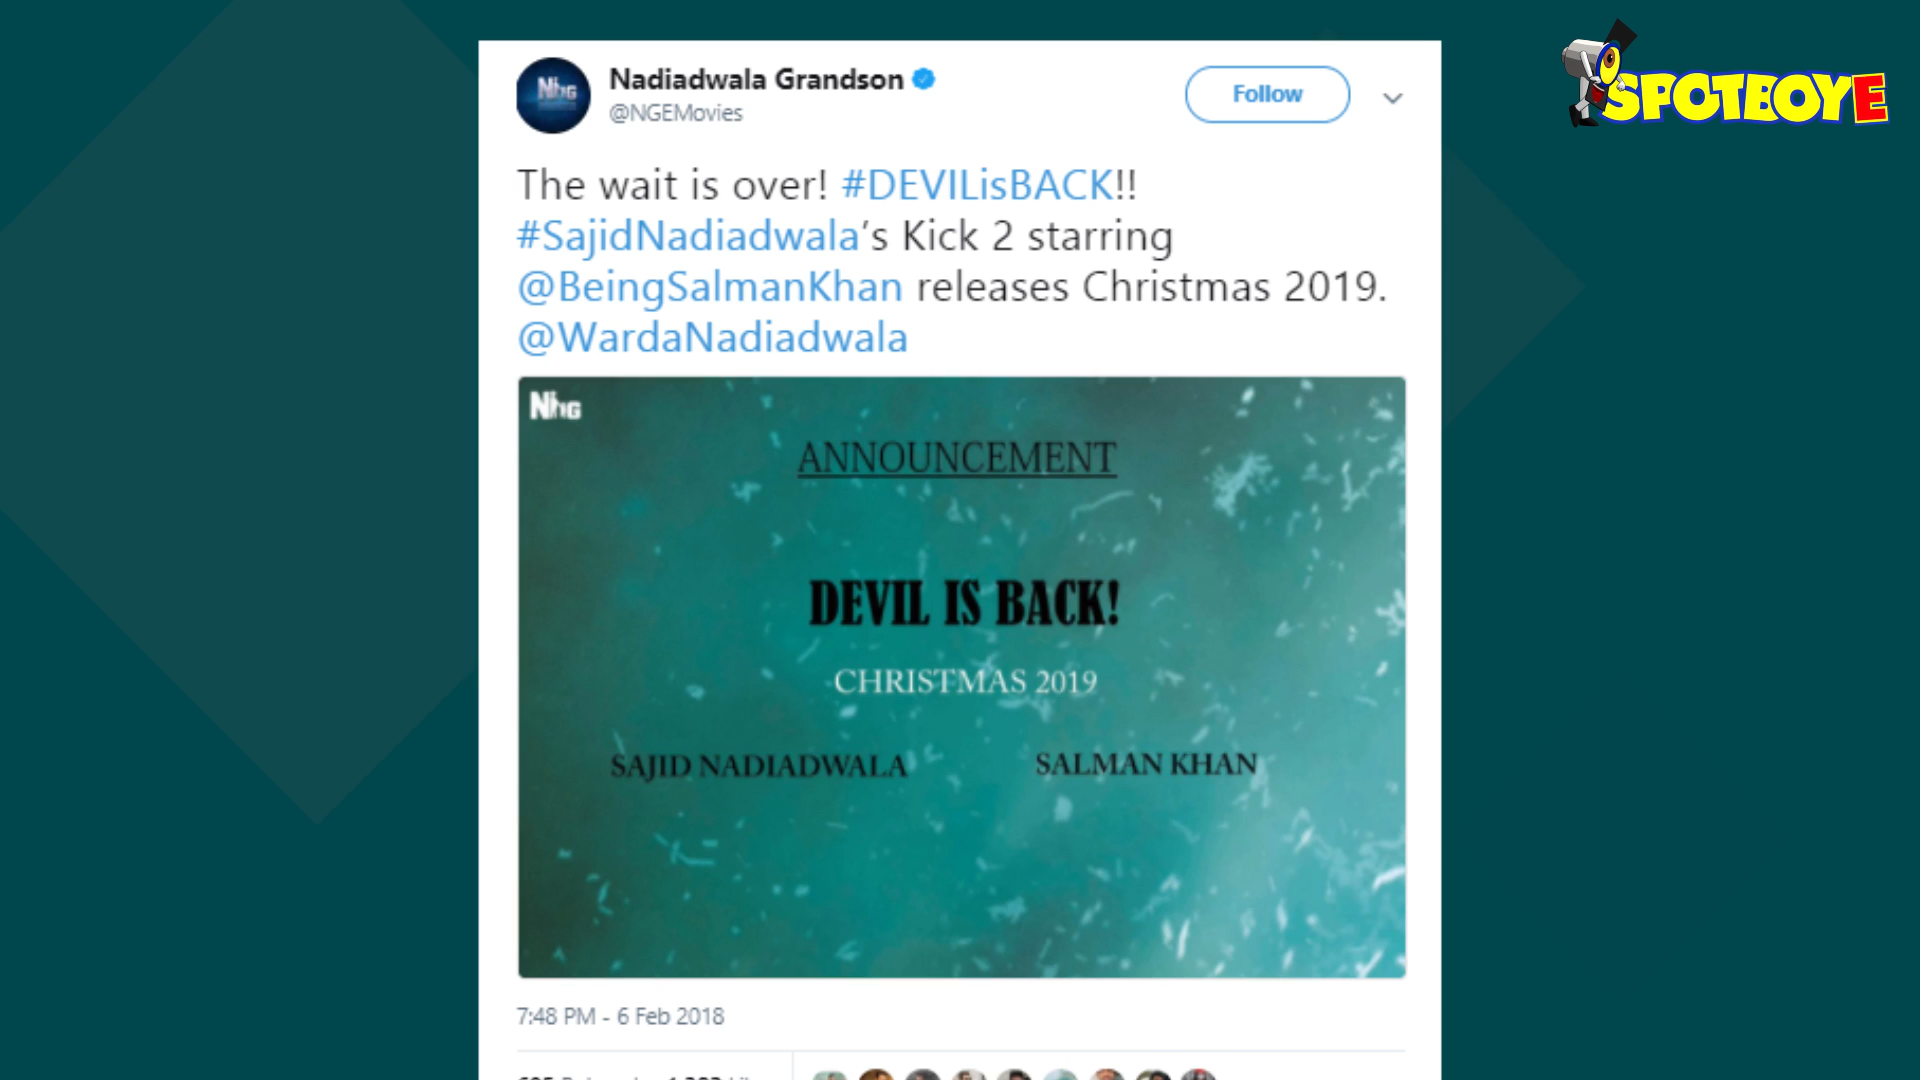 SPOTBOYE
Nadiadwala Grandson
@NGEMovies
Follow
The wait is over! #DEVILisBACK!!
#SajidNadiadwala's Kick 2 starring
@BeingSalmanKhan releases Christmas 2019.
@WardaNadiadwala
ANNOUNCEMENT
DEVIL IS BACK!
CHRISTMAS 2019
SAJID NADIADWALA SALMAN KHAN
7:48 PM - 6 Feb 2018